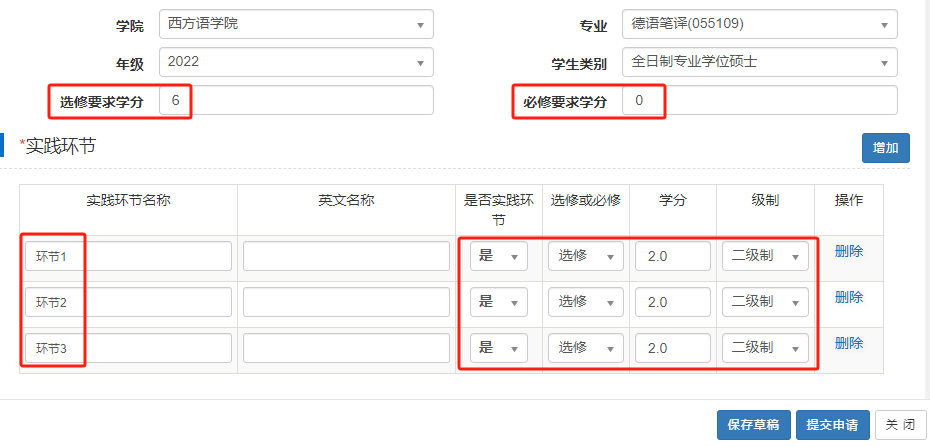 学院 西方语学院 专业 德语笔译(055109)
年级 2022 学生类别 全日制专业学位硕士
选修要求学分 6 必修要求学分 0
*实践环节 增加
实践环节名称 英文名称 是否实践环节 选修或必修 学分 级制 操作
环节1 是 选修 2.0 二级制 删除
环节2 是 选修 2.0 二级制 删除
环节3 是 选修 2.0 二级制 删除
保存草稿 提交申请 关 闭